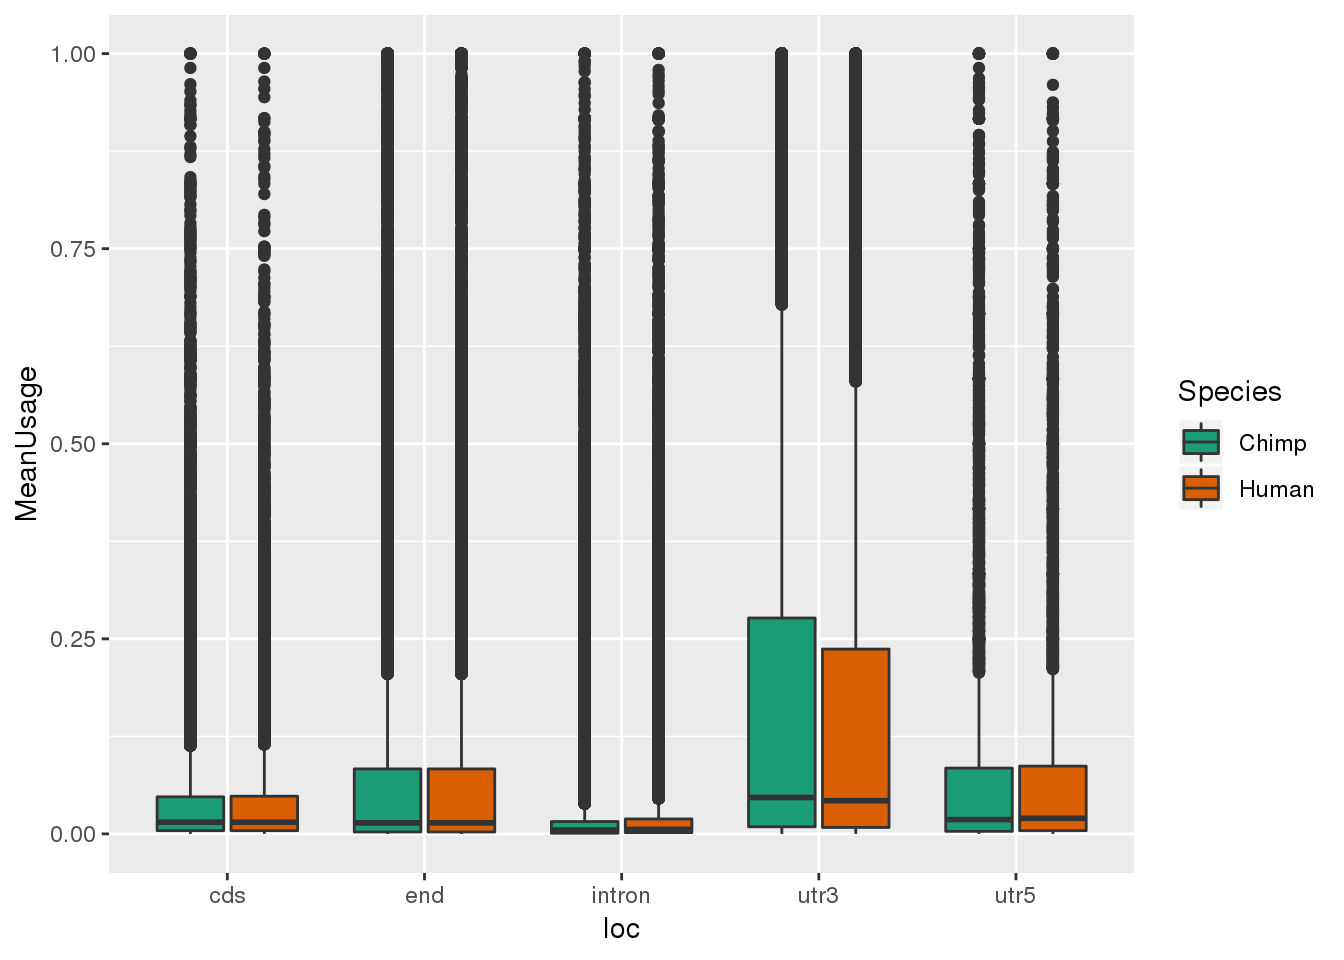 1.00
0.75
0.50
0.25
0.00
MeanUsage
cds
end
intron
utr3
utr5
loc
Species
Chimp
Human